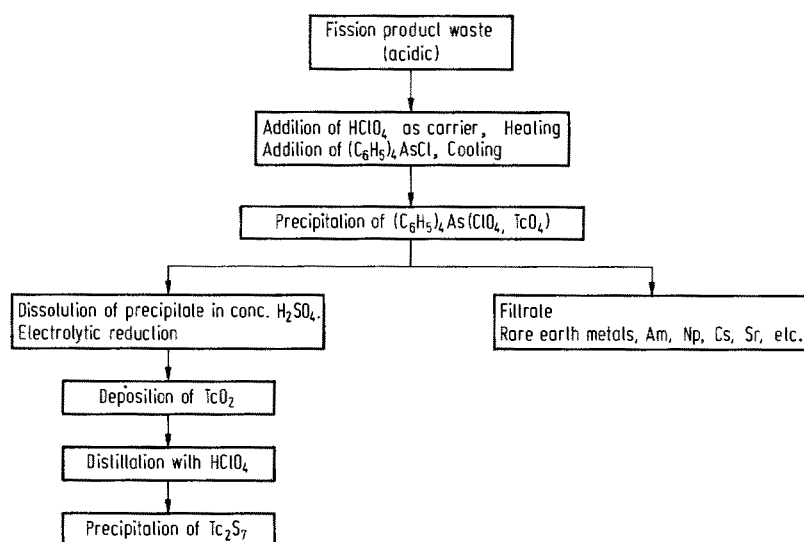 Fission product waste
(acidic)
Addition of HClO₄ as carrier, Heating
Addition of (C₆H₅)₄AsCl, Cooling
Precipitation of (C₆H₅)₄As(ClO₄, TcO₄)
Dissolution of precipitate in conc. H₂SO₄.
Electrolytic reduction
Filtrate
Rare earth metals, Am, Np, Cs, Sr, etc.
Deposition of TcO₂
Distillation with HClO₄
Precipitation of Tc₂S₇